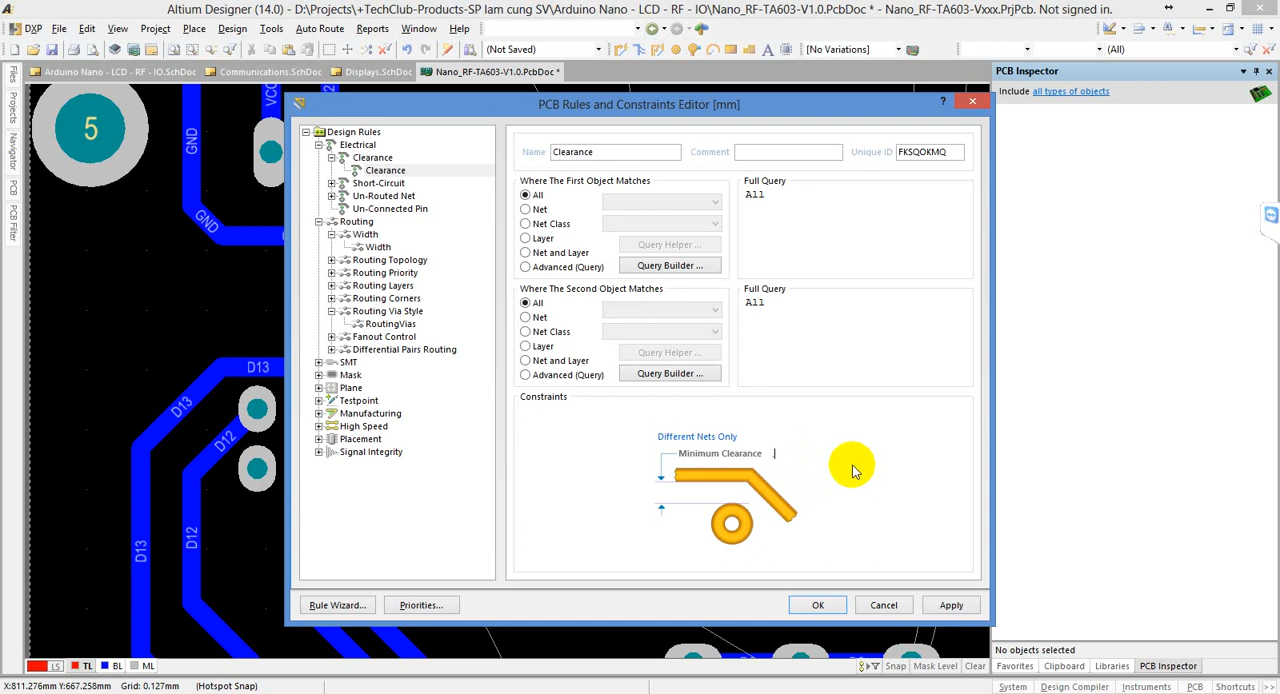 Altium Designer (14.0) - D:\Projects\+TechClub-Products-SP lam cung SV\Arduino Nano - LCD - RF - IO\Nano_RF-TA603-V1.0.PcbDoc * - Nano_RF-TA603-Vxxx.PrjPcb. Not signed in.
DXP File Edit View Project Place Design Tools Auto Route Reports Window Help
(Not Saved) [No Variations] (All)
Arduino Nano - LCD - RF - IO.SchDoc Communications.SchDoc Displays.SchDoc Nano_RF-TA603-V1.0.PcbDoc *
PCB Inspector
Include all types of objects
Files
Projects
Navigator
PCB
PCB Filter
5
GND
VCC
GND
D13
D13
D12
D13
D12
PCB Rules and Constraints Editor [mm]
?
Design Rules
Electrical
Clearance
Clearance
Short-Circuit
Un-Routed Net
Un-Connected Pin
Routing
Width
Width
Routing Topology
Routing Priority
Routing Layers
Routing Corners
Routing Via Style
RoutingVias
Fanout Control
Differential Pairs Routing
SMT
Mask
Plane
Testpoint
Manufacturing
High Speed
Placement
Signal Integrity
Name Clearance Comment Unique ID FKSQOKMQ
Where The First Object Matches
All
Net
Net Class
Layer
Net and Layer
Advanced (Query)
Query Helper ...
Query Builder ...
Full Query
All
Where The Second Object Matches
All
Net
Net Class
Layer
Net and Layer
Advanced (Query)
Query Helper ...
Query Builder ...
Full Query
All
Constraints
Different Nets Only
Minimum Clearance .
Rule Wizard... Priorities... OK Cancel Apply
No objects selected
LS TL BL ML Snap Mask Level Clear Favorites Clipboard Libraries PCB Inspector
X:811.276mm Y:667.258mm Grid: 0.127mm (Hotspot Snap) System Design Compiler Instruments PCB Shortcuts >>